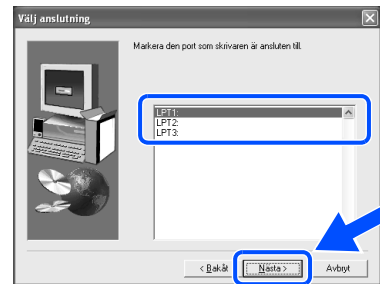 Välj anslutning
Markera den port som skrivaren är ansluten till.
LPT1:
LPT2:
LPT3:
< Bakåt
Nästa >
Avbryt